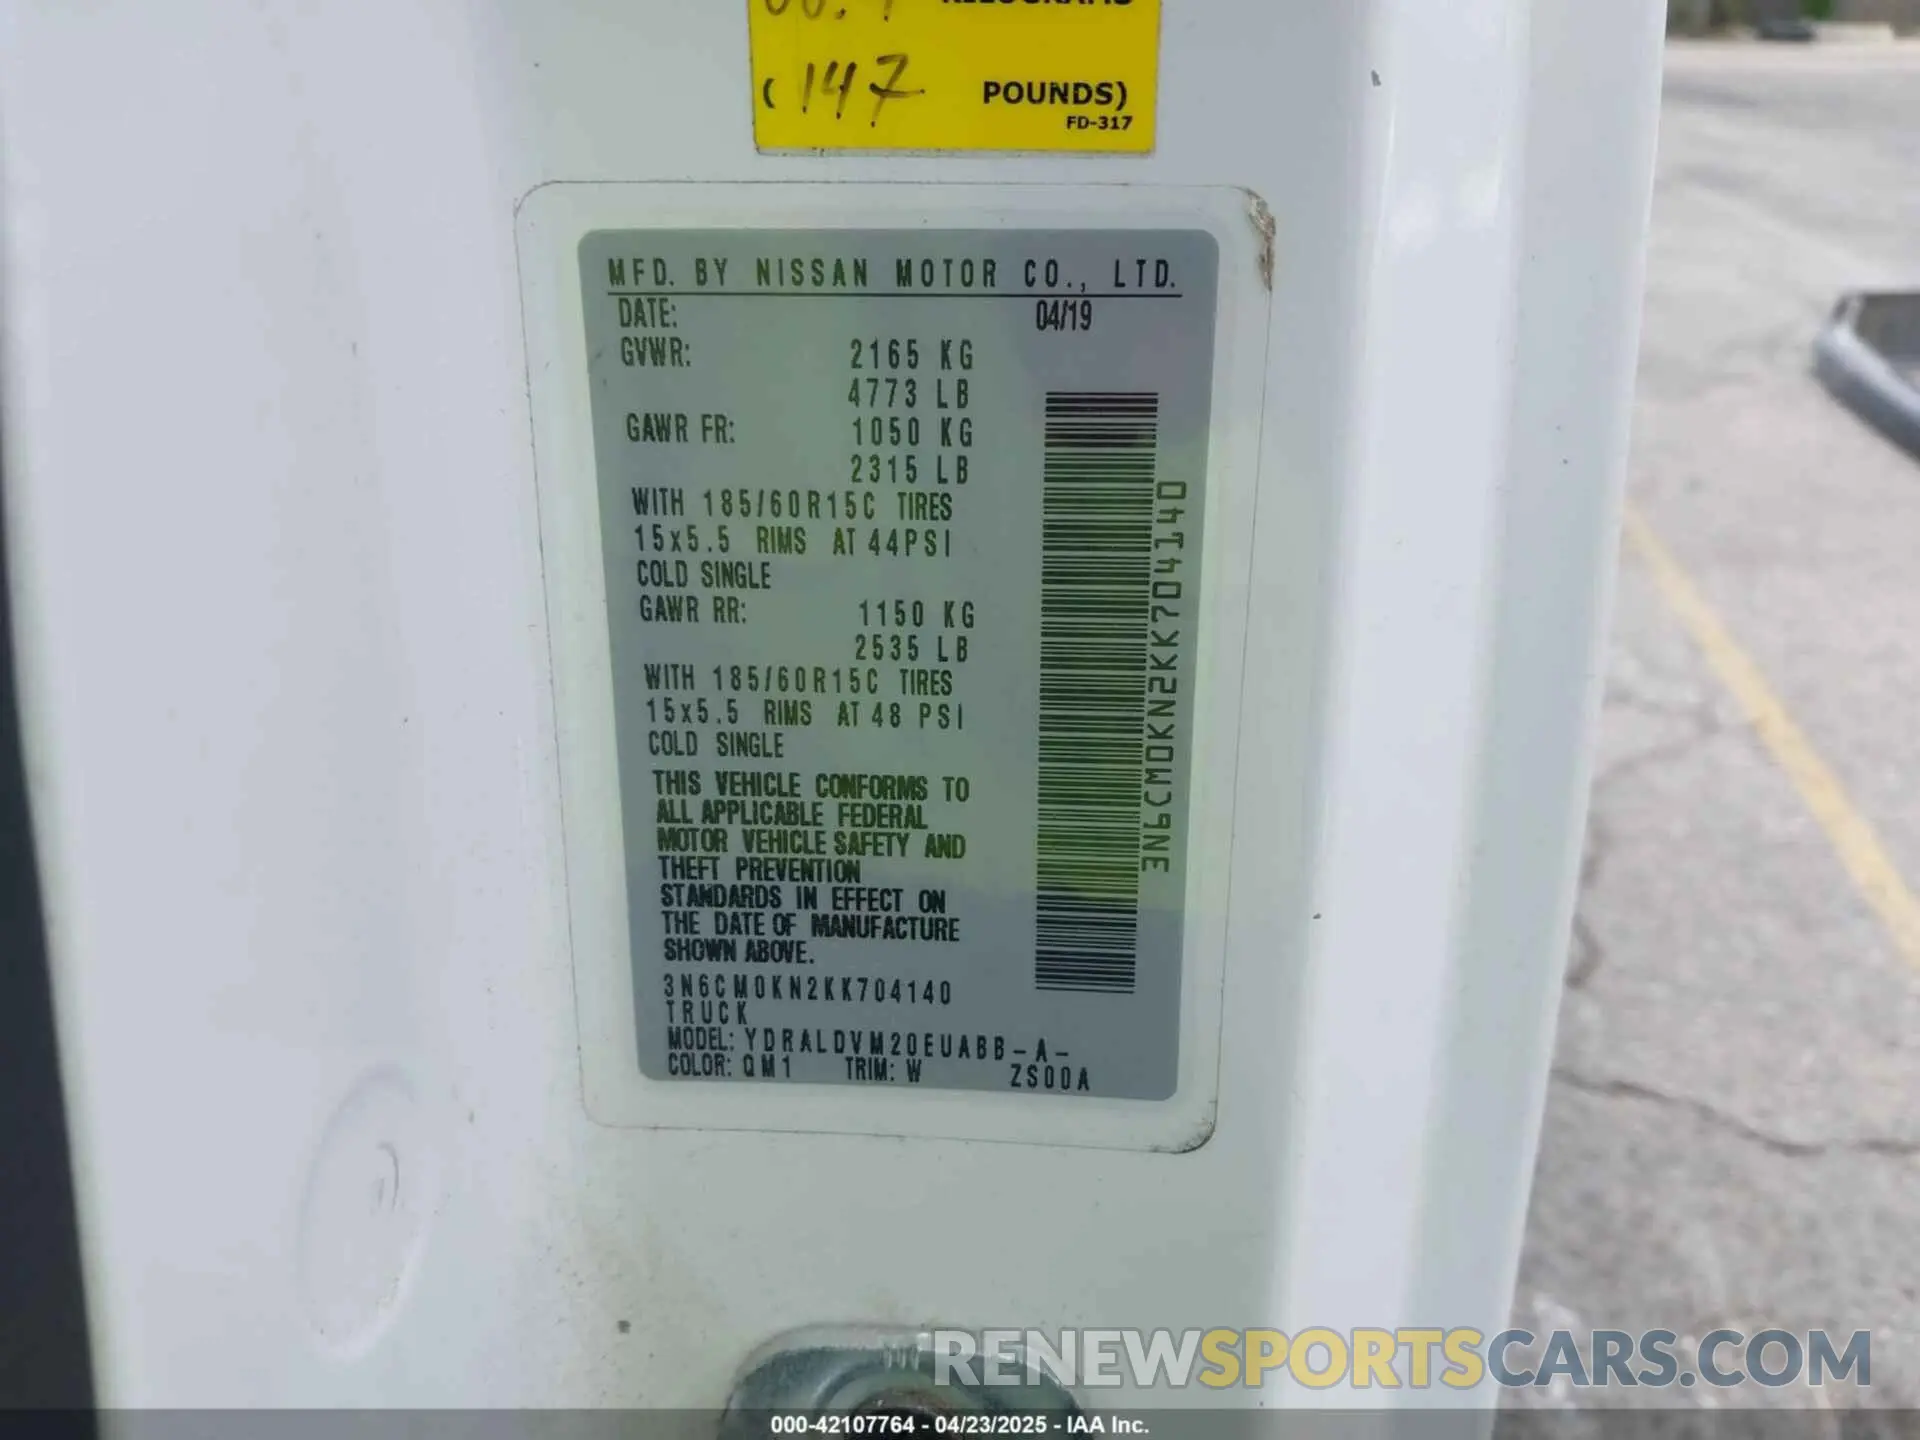 KILOGRAMS
(147 POUNDS)
FD-317
MFD. BY NISSAN MOTOR CO., LTD.
DATE: 04/19
GVWR: 2165 KG
4773 LB
GAWR FR: 1050 KG
2315 LB
WITH 185/60R15C TIRES
15x5.5 RIMS AT 44PSI
COLD SINGLE
GAWR RR: 1150 KG
2535 LB
WITH 185/60R15C TIRES
15x5.5 RIMS AT 48 PSI
COLD SINGLE
THIS VEHICLE CONFORMS TO
ALL APPLICABLE FEDERAL
MOTOR VEHICLE SAFETY AND
THEFT PREVENTION
STANDARDS IN EFFECT ON
THE DATE OF MANUFACTURE
SHOWN ABOVE.
3N6CM0KN2KK704140
TRUCK
MODEL: YDRALDVM20EUABB-A-
COLOR: QM1 TRIM: W ZS00A
3N6CM0KN2KK704140
RENEWSPORTSCARS.COM
000-42107764 - 04/23/2025 - IAA Inc.